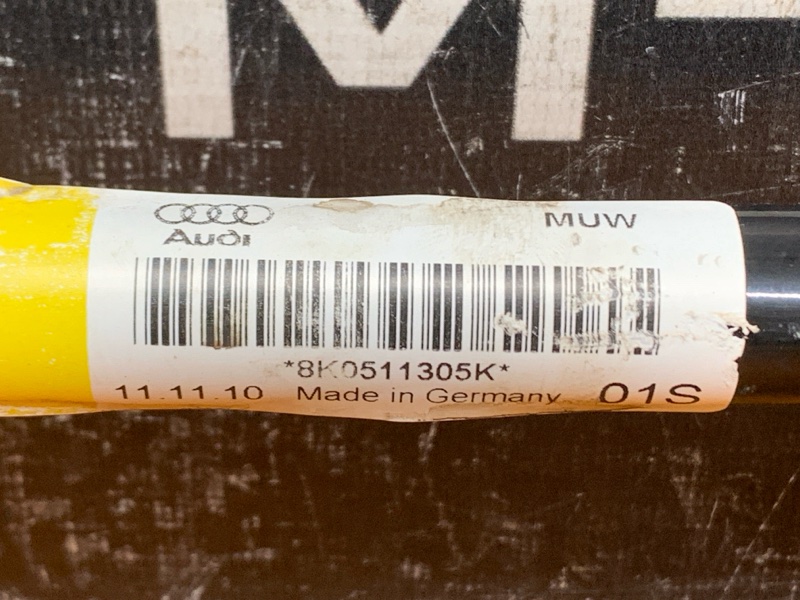 Audi MUW
*8K0511305K*
11.11.10 Made in Germany 01S